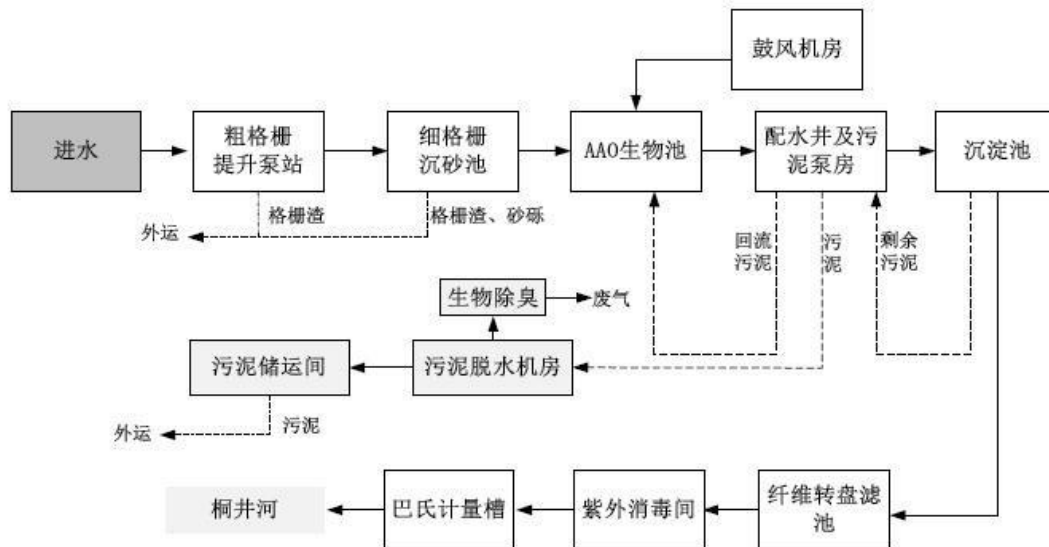 鼓风机房
进水
粗格栅
提升泵站
细格栅
沉砂池
AAO生物池
配水井及污
泥泵房
沉淀池
格栅渣
格栅渣、砂砾
外运
回流
污泥
污
泥
剩余
污泥
生物除臭
废气
污泥储运间
污泥脱水机房
污泥
外运
桐井河
巴氏计量槽
紫外消毒间
纤维转盘滤
池